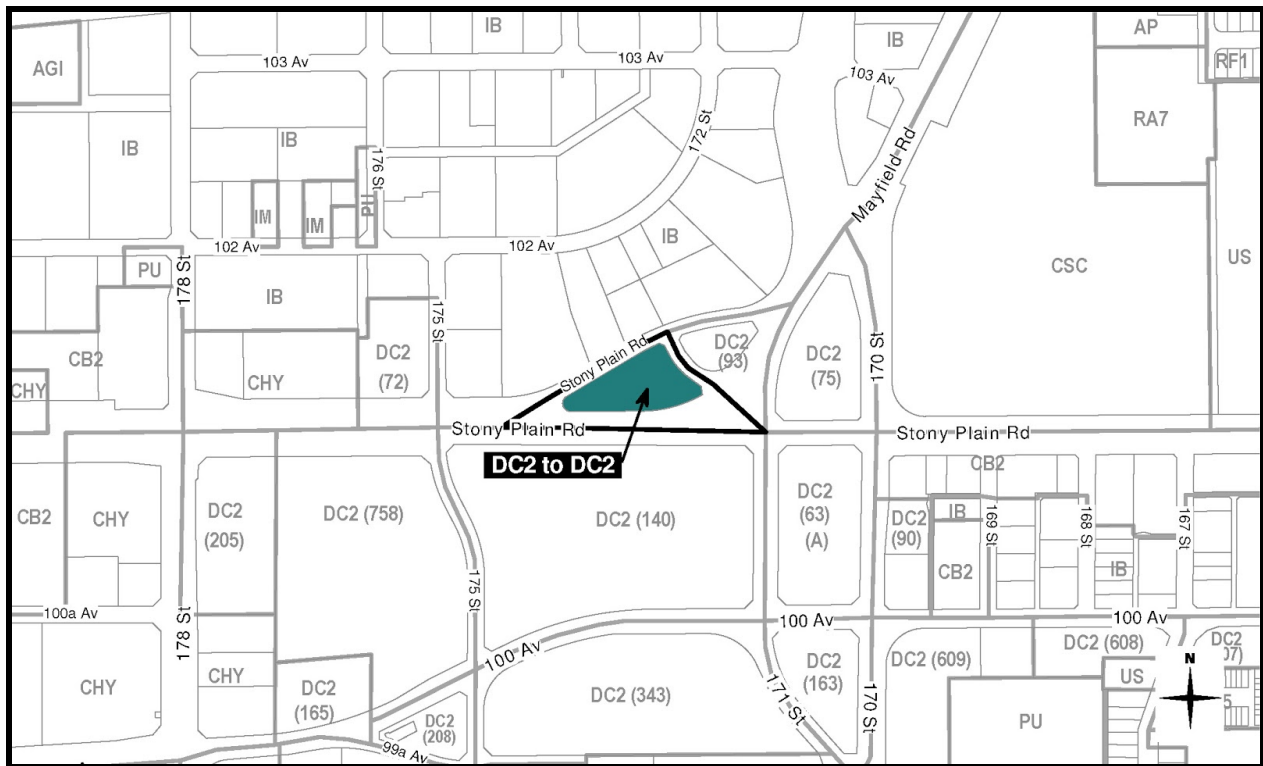 IB
AP
AGI
103 Av
103 Av
IB
RF1
103 Av
RA7
172 St
IB
IB
176 St
Mayfield Rd
IM
IM
PU
102 Av
102 Av
IB
CSC
US
PU
178 St
IB
175 St
Stony Plain Rd
DC2
(93)
170 St
CB2
CHY
DC2
(72)
DC2
(75)
CHY
Stony Plain Rd
Stony Plain Rd
DC2 to DC2
CB2
CB2
CHY
DC2
(205)
DC2 (758)
DC2 (140)
DC2
(63)
(A)
DC2
(90)
IB
169 St
168 St
167 St
CB2
IB
175 St
100a Av
178 St
100 Av
100 Av
100 Av
CHY
CHY
DC2
(165)
DC2
(208)
99a Av
DC2 (343)
171 St
DC2
(163)
170 St
DC2 (609)
DC2 (608)
DC2
US
PU
N